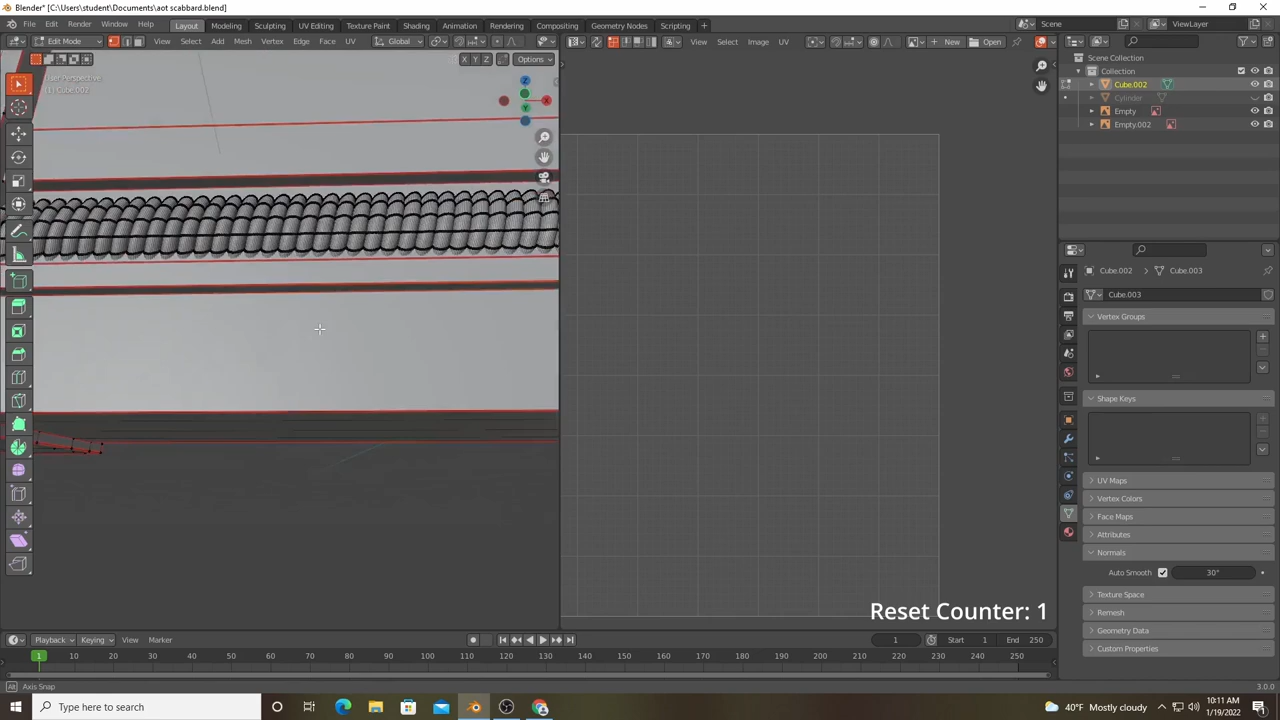 Blender* [C:\Users\student\Documents\aot scabbard.blend]
File Edit Render Window Help Layout Modeling Sculpting UV Editing Texture Paint Shading Animation Rendering Compositing Geometry Nodes Scripting + Scene ViewLayer
Edit Mode View Select Add Mesh Vertex Edge Face UV Global View Select Image UV New Open
X Y Z Options
User Perspective
(1) Cube.002
Z
X
Y
Scene Collection
Collection
Cube.002
Cylinder
Empty
Empty.002
Cube.002 Cube.003
Cube.003
Vertex Groups
Shape Keys
UV Maps
Vertex Colors
Face Maps
Attributes
Normals
Auto Smooth 30°
Texture Space
Remesh
Geometry Data
Custom Properties
Reset Counter: 1
Playback Keying View Marker 1 Start 1 End 250
1 10 20 30 40 50 60 70 80 90 100 110 120 130 140 150 160 170 180 190 200 210 220 230 240 250
Axis Snap 3.0.0
Type here to search 40°F Mostly cloudy 10:11 AM
1/19/2022